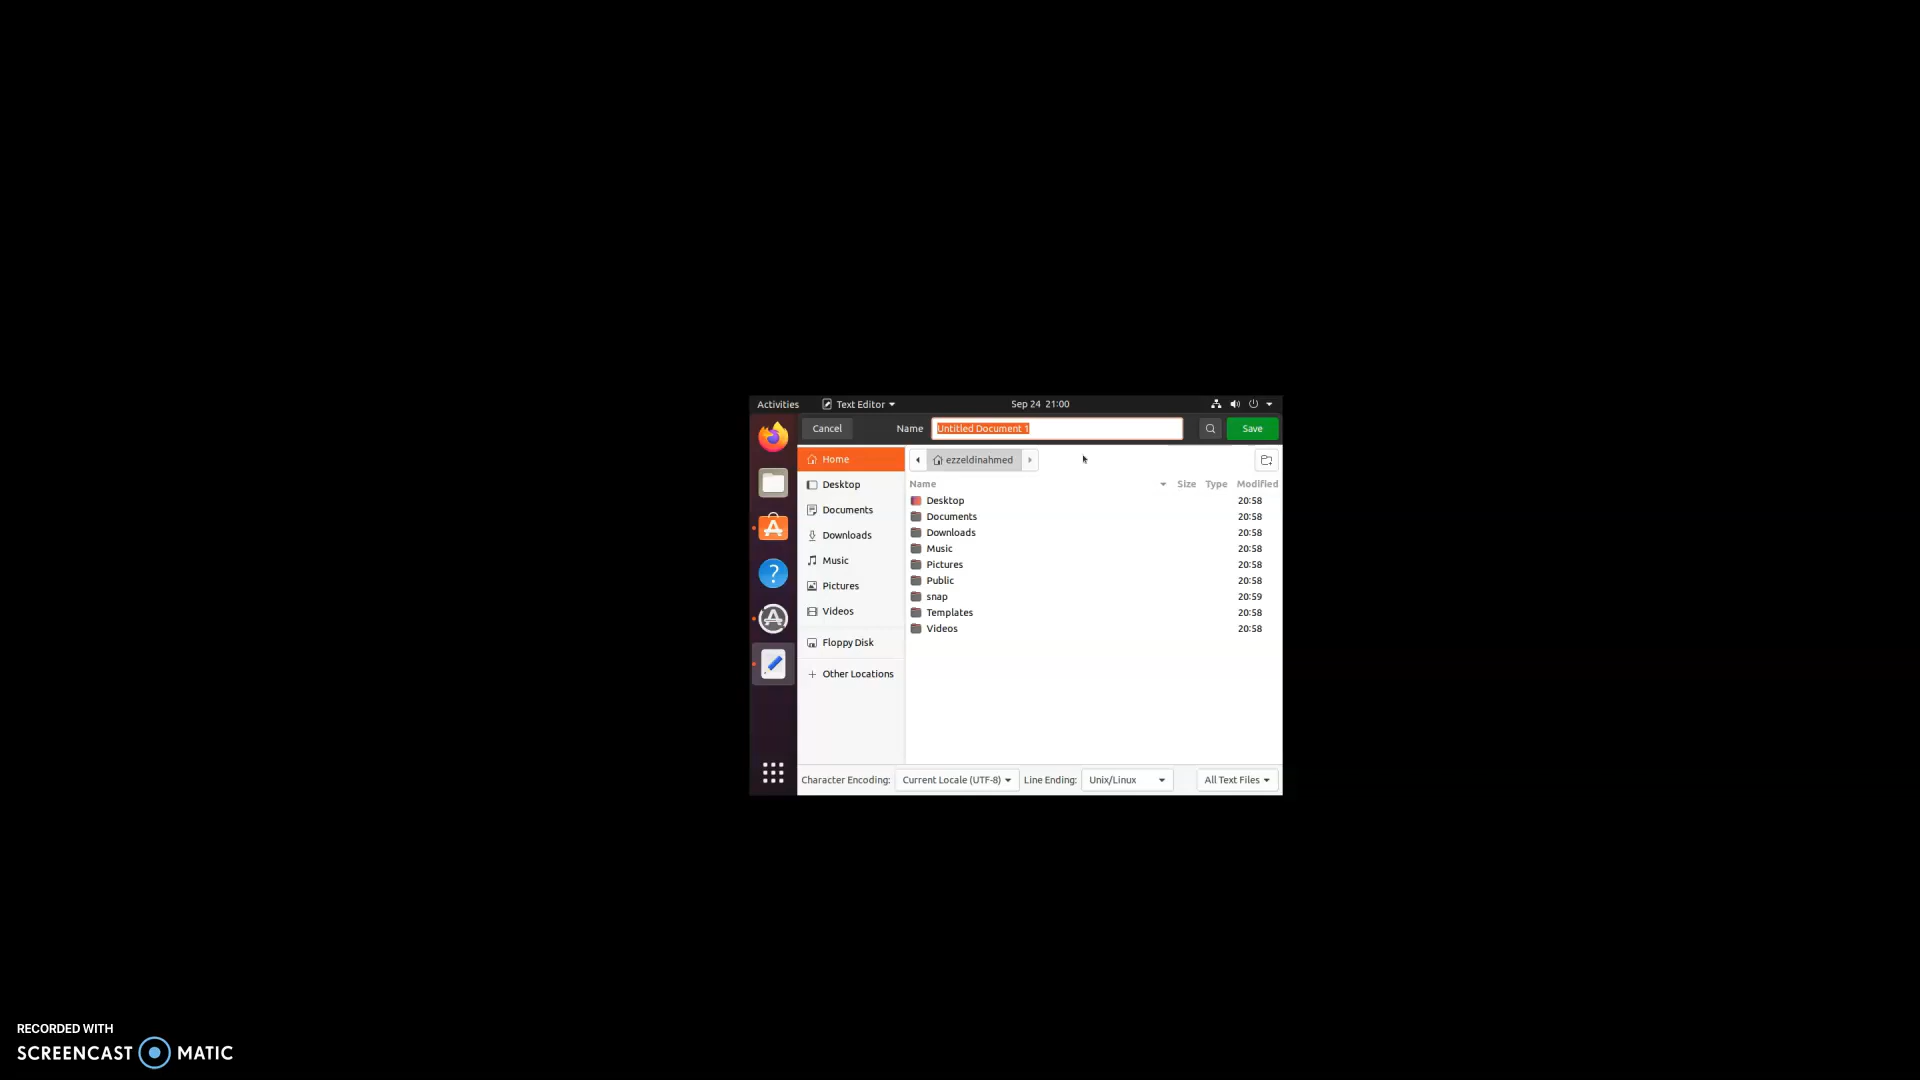 Activities Text Editor Sep 24 21:00
Cancel Name Untitled Document 1 Save
Home ezzeldinahmed
Desktop
Documents
Downloads
Music
Pictures
Videos
Floppy Disk
Other Locations
Name Size Type Modified
Desktop 20:58
Documents 20:58
Downloads 20:58
Music 20:58
Pictures 20:58
Public 20:58
snap 20:59
Templates 20:58
Videos 20:58
Character Encoding: Current Locale (UTF-8) Line Ending: Unix/Linux All Text Files
RECORDED WITH
SCREENCAST MATIC